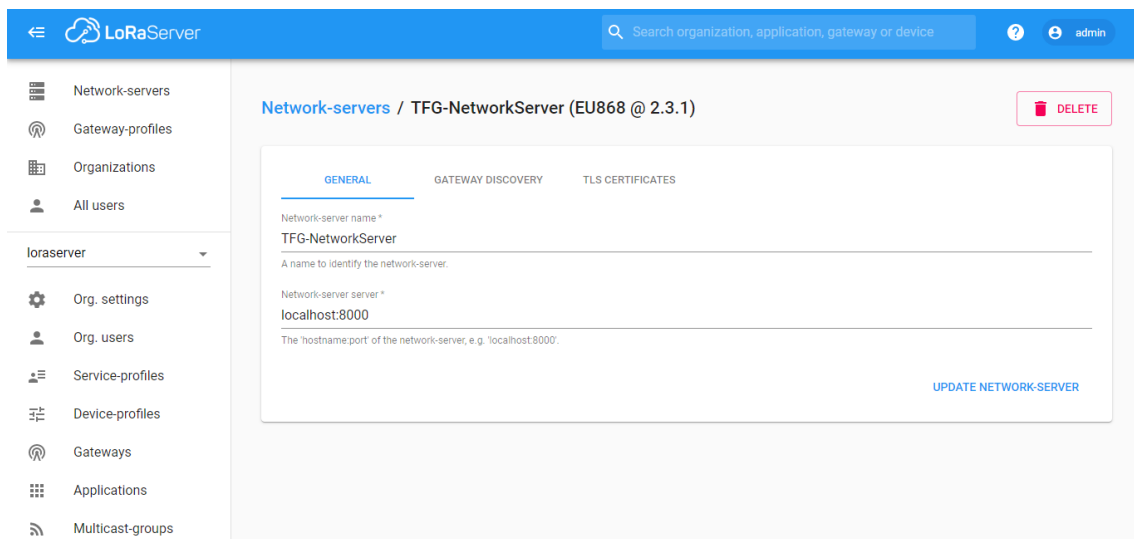 LoRaServer
Search organization, application, gateway or device
? admin
Network-servers
Gateway-profiles
Organizations
All users
loraserver
Org. settings
Org. users
Service-profiles
Device-profiles
Gateways
Applications
Multicast-groups
Network-servers / TFG-NetworkServer (EU868 @ 2.3.1)
DELETE
GENERAL GATEWAY DISCOVERY TLS CERTIFICATES
Network-server name *
TFG-NetworkServer
A name to identify the network-server.
Network-server server *
localhost:8000
The 'hostname:port' of the network-server, e.g. 'localhost:8000'.
UPDATE NETWORK-SERVER